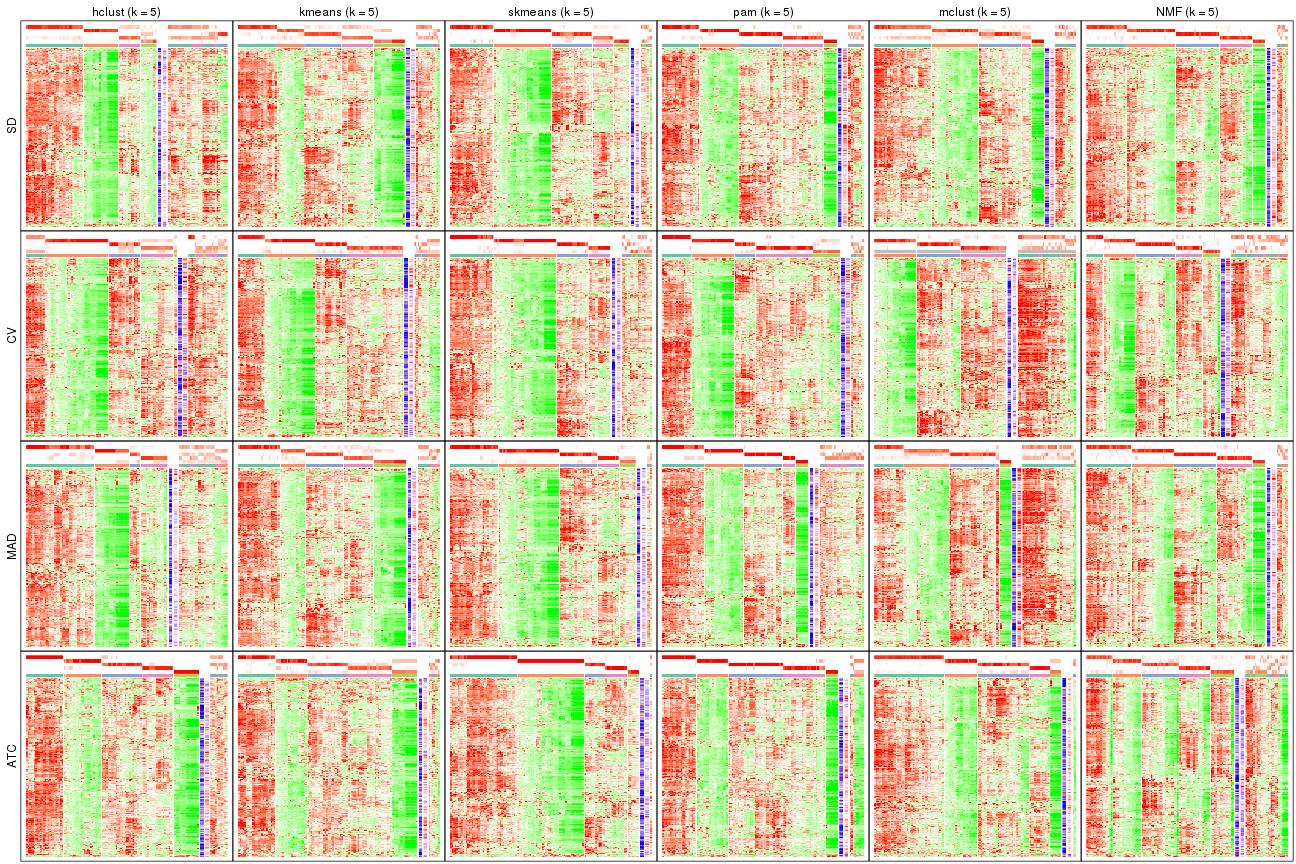 hclust (k = 5) kmeans (k = 5) skmeans (k = 5) pam (k = 5) mclust (k = 5) NMF (k = 5)
SD
CV
MAD
ATC